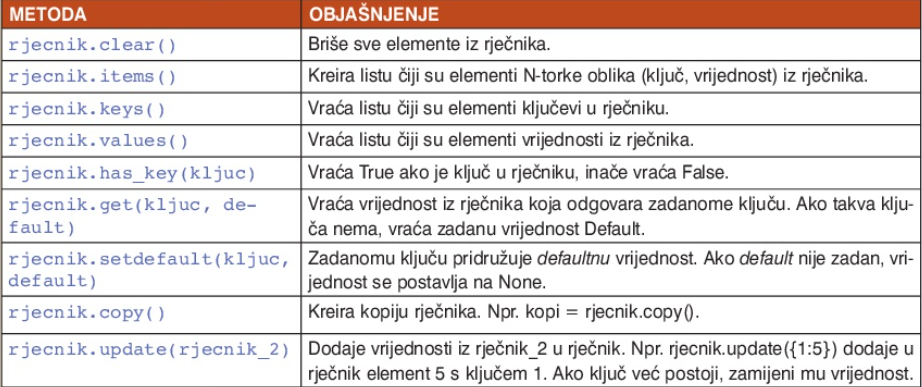 METODA OBJAŠNJENJE
rjecnik.clear() Briše sve elemente iz rječnika.
rjecnik.items() Kreira listu čiji su elementi N-torke oblika (ključ, vrijednost) iz rječnika.
rjecnik.keys() Vraća listu čiji su elementi ključevi u rječniku.
rjecnik.values() Vraća listu čiji su elementi vrijednosti iz rječnika.
rjecnik.has_key(kljuc) Vraća True ako je ključ u rječniku, inače vraća False.
rjecnik.get(kljuc, de-
fault)
Vraća vrijednost iz rječnika koja odgovara zadanome ključu. Ako takva klju-
ča nema, vraća zadanu vrijednost Default.
rjecnik.setdefault(kljuc,
default)
Zadanomu ključu pridružuje defaultnu vrijednost. Ako default nije zadan, vri-
jednost se postavlja na None.
rjecnik.copy() Kreira kopiju rječnika. Npr. kopi = rjecnik.copy().
rjecnik.update(rjecnik_2) Dodaje vrijednosti iz rječnik_2 u rječnik. Npr. rjecnik.update({1:5}) dodaje u
rječnik element 5 s ključem 1. Ako ključ već postoji, zamijeni mu vrijednost.